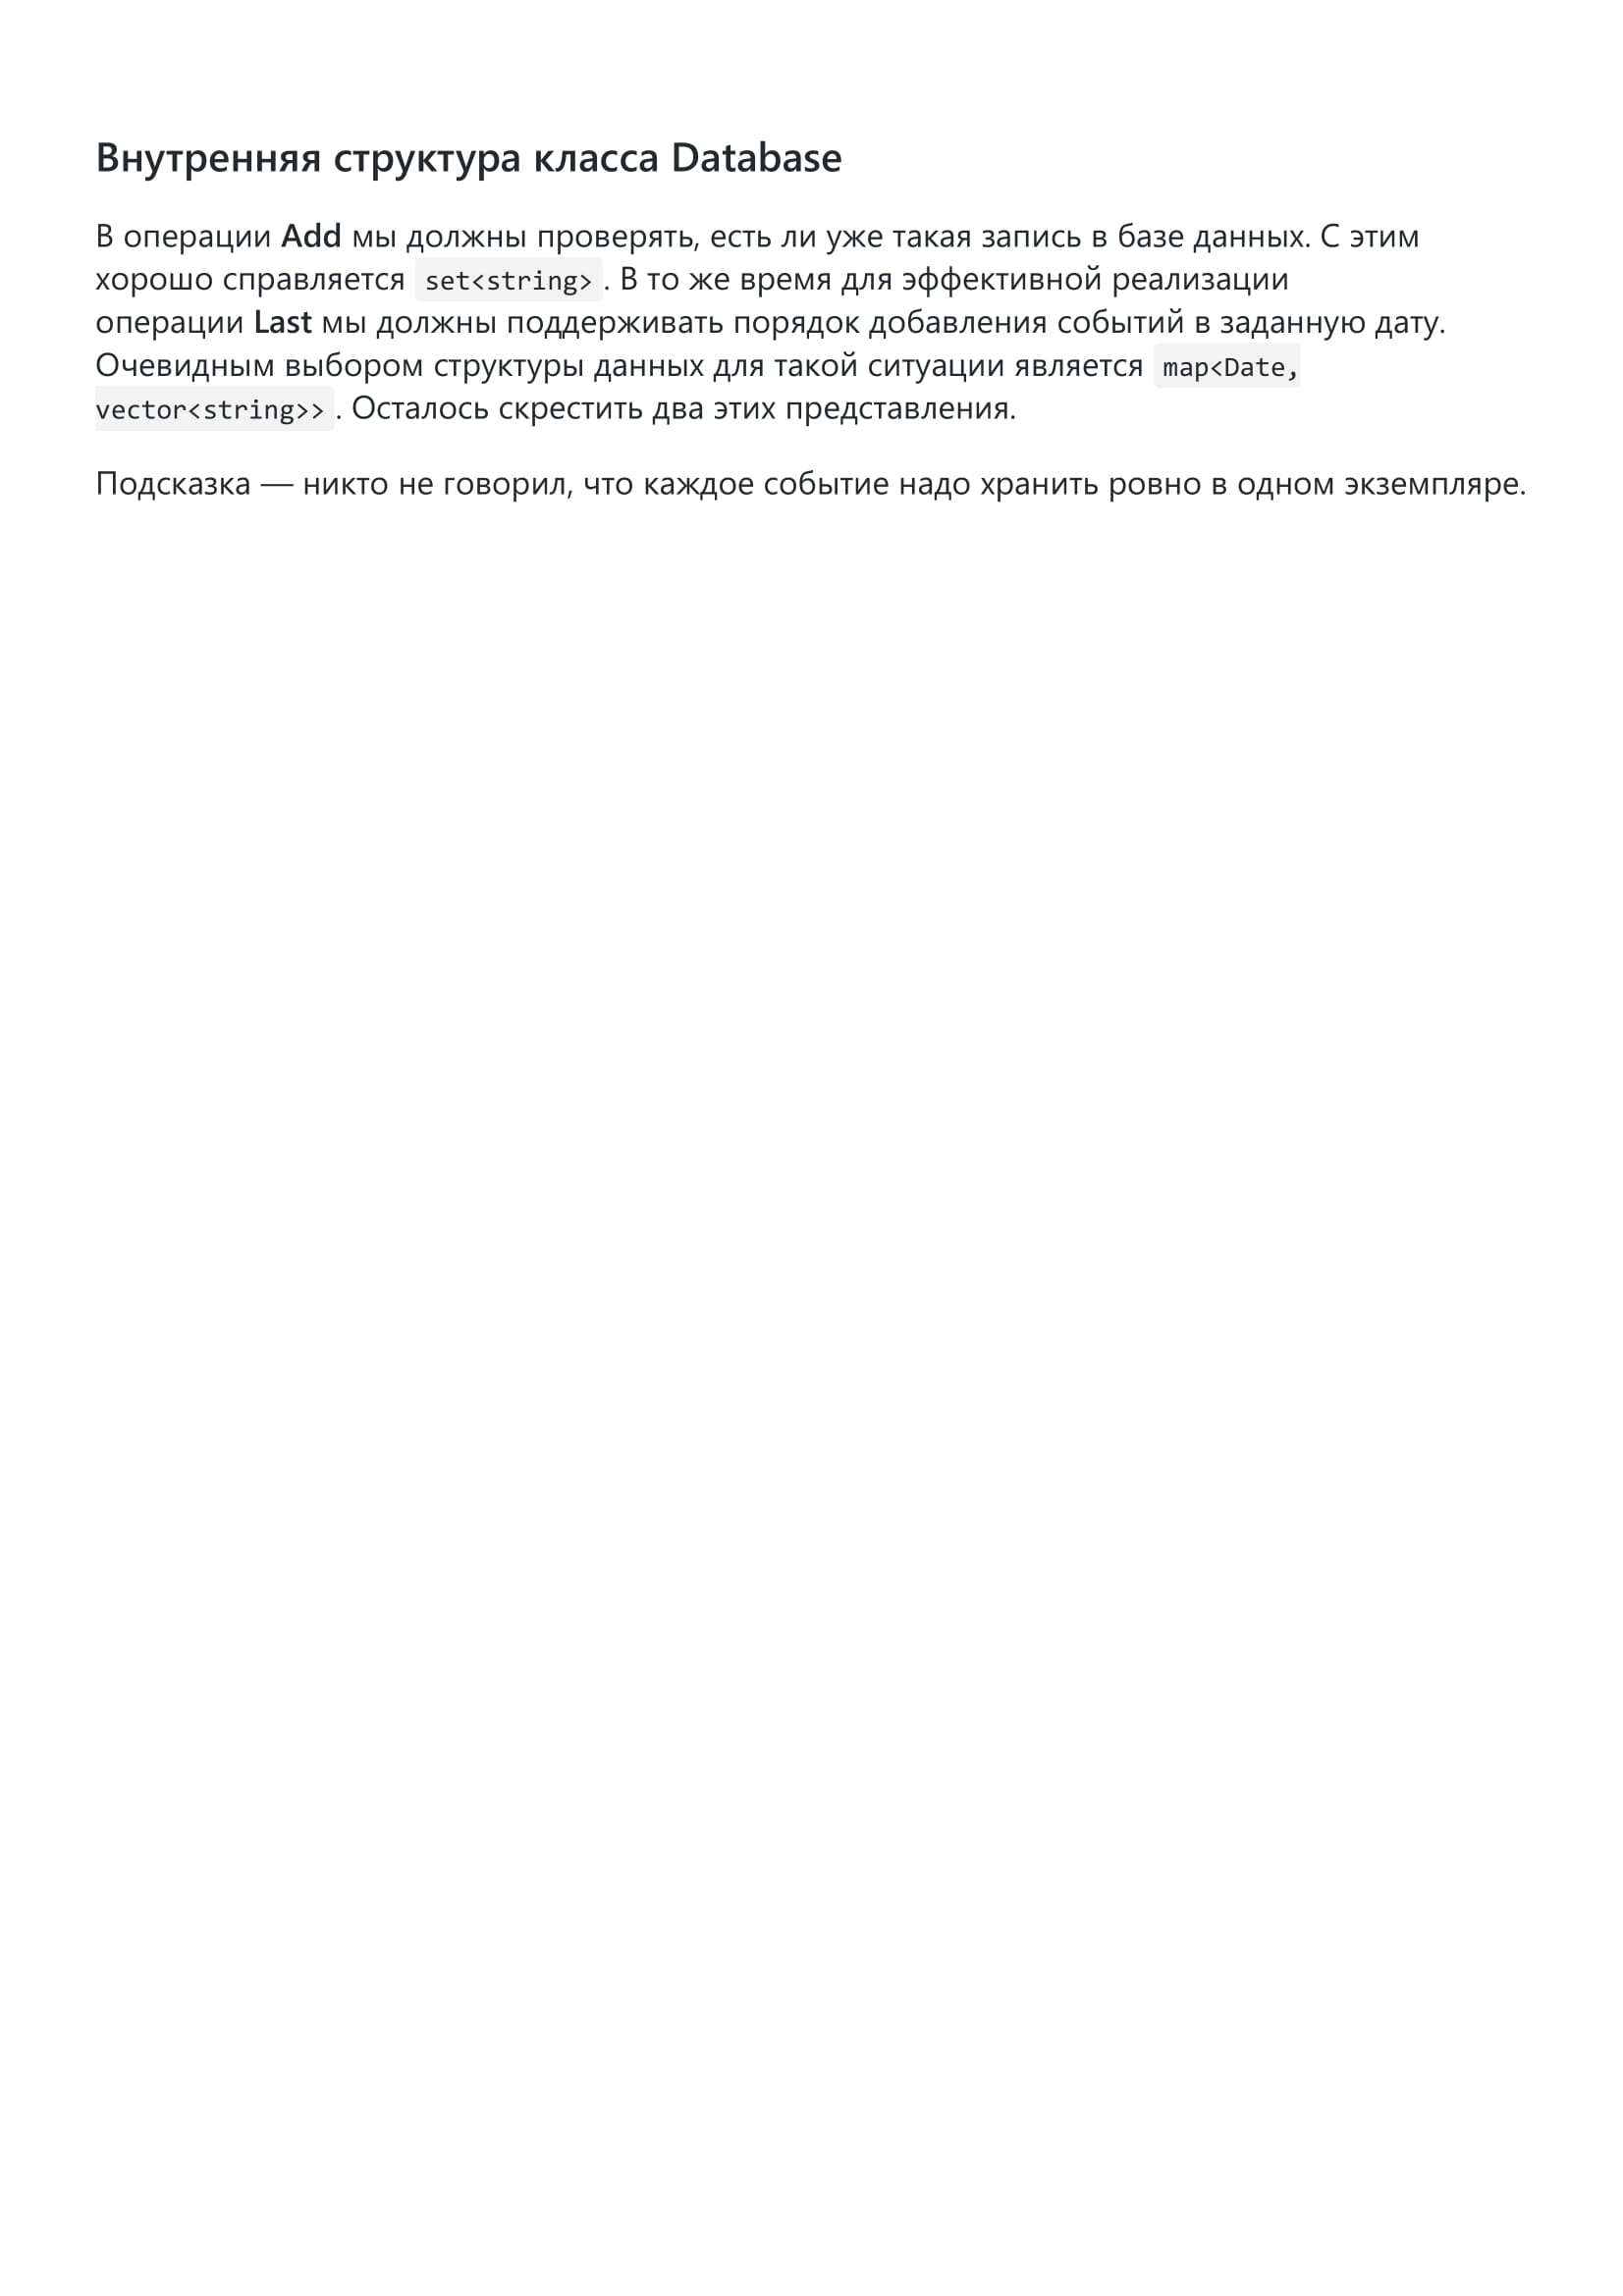 Внутренняя структура класса Database
В операции Add мы должны проверять, есть ли уже такая запись в базе данных. С этим
хорошо справляется set<string> . В то же время для эффективной реализации
операции Last мы должны поддерживать порядок добавления событий в заданную дату.
Очевидным выбором структуры данных для такой ситуации является map<Date,
vector<string>> . Осталось скрестить два этих представления.
Подсказка — никто не говорил, что каждое событие надо хранить ровно в одном экземпляре.